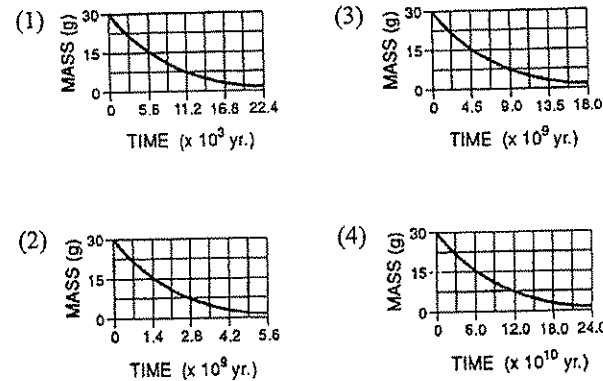 (1)
MASS (g)
30
15
0
0 5.6 11.2 16.8 22.4
TIME (x 10³ yr.)
(3)
MASS (g)
30
15
0
0 4.5 9.0 13.5 18.0
TIME (x 10⁹ yr.)
(2)
MASS (g)
30
15
0
0 1.4 2.8 4.2 5.6
TIME (x 10⁹ yr.)
(4)
MASS (g)
30
15
0
0 6.0 12.0 18.0 24.0
TIME (x 10¹⁰ yr.)